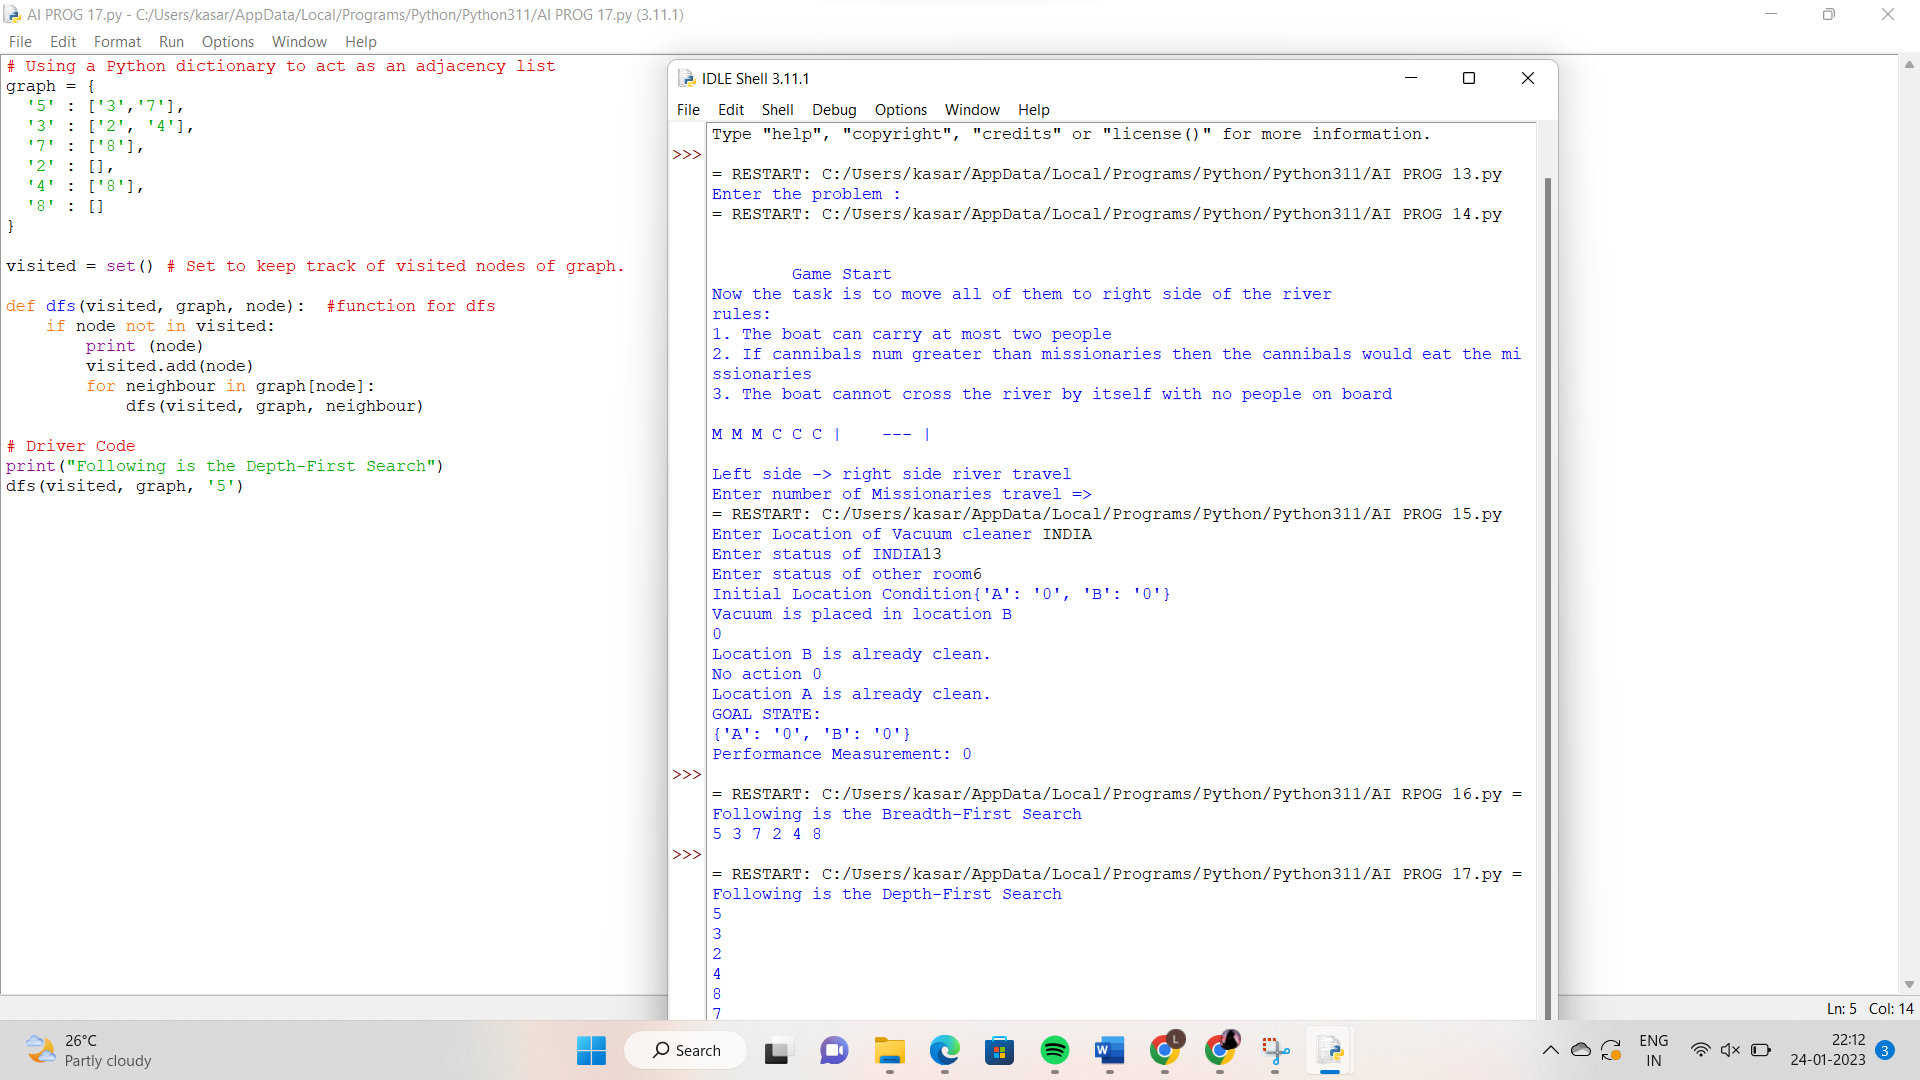 AI PROG 17.py - C:/Users/kasar/AppData/Local/Programs/Python/Python311/AI PROG 17.py (3.11.1)
File Edit Format Run Options Window Help
# Using a Python dictionary to act as an adjacency list
graph = {
  '5' : ['3','7'],
  '3' : ['2', '4'],
  '7' : ['8'],
  '2' : [],
  '4' : ['8'],
  '8' : []
}
visited = set() # Set to keep track of visited nodes of graph.
def dfs(visited, graph, node):  #function for dfs
    if node not in visited:
        print (node)
        visited.add(node)
        for neighbour in graph[node]:
            dfs(visited, graph, neighbour)
# Driver Code
print("Following is the Depth-First Search")
dfs(visited, graph, '5')
IDLE Shell 3.11.1
File Edit Shell Debug Options Window Help
Type "help", "copyright", "credits" or "license()" for more information.
>>>
= RESTART: C:/Users/kasar/AppData/Local/Programs/Python/Python311/AI PROG 13.py
Enter the problem :
= RESTART: C:/Users/kasar/AppData/Local/Programs/Python/Python311/AI PROG 14.py
Game Start
Now the task is to move all of them to right side of the river
rules:
1. The boat can carry at most two people
2. If cannibals num greater than missionaries then the cannibals would eat the mi
ssionaries
3. The boat cannot cross the river by itself with no people on board
M M M C C C |    --- |
Left side -> right side river travel
Enter number of Missionaries travel =>
= RESTART: C:/Users/kasar/AppData/Local/Programs/Python/Python311/AI PROG 15.py
Enter Location of Vacuum cleaner INDIA
Enter status of INDIA13
Enter status of other room6
Initial Location Condition{'A': '0', 'B': '0'}
Vacuum is placed in location B
0
Location B is already clean.
No action 0
Location A is already clean.
GOAL STATE:
{'A': '0', 'B': '0'}
Performance Measurement: 0
>>>
= RESTART: C:/Users/kasar/AppData/Local/Programs/Python/Python311/AI RPOG 16.py =
Following is the Breadth-First Search
5 3 7 2 4 8
>>>
= RESTART: C:/Users/kasar/AppData/Local/Programs/Python/Python311/AI PROG 17.py =
Following is the Depth-First Search
5
3
2
4
8
7
Ln: 5 Col: 14
26°C
Partly cloudy
Search
W
L
ENG
IN
22:12
24-01-2023
3